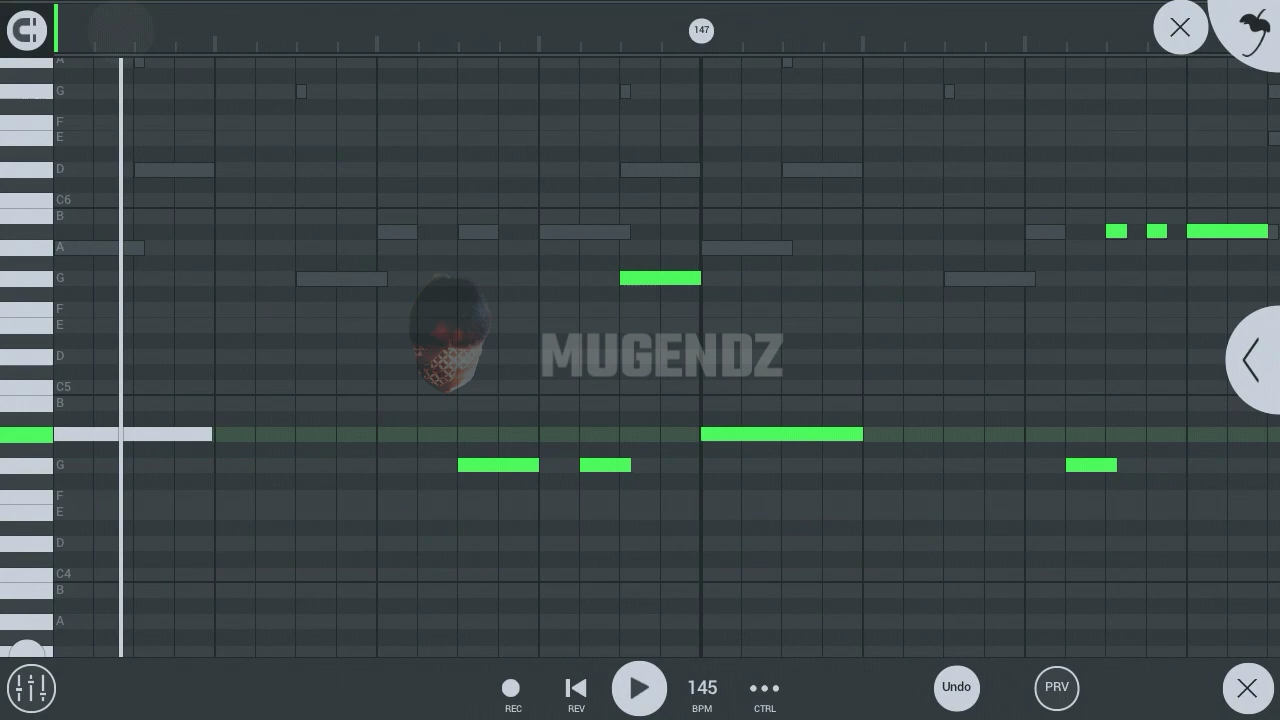 147
A
G
F
E
D
C6
B
A
G
F
E
D
C5
B
G
F
E
D
C4
B
A
MUGENDZ
REC
REV
145
BPM
CTRL
Undo
PRV